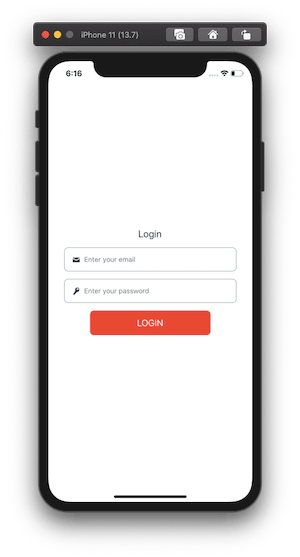 iPhone 11 (13.7)
6:16
Login
Enter your email
Enter your password
LOGIN